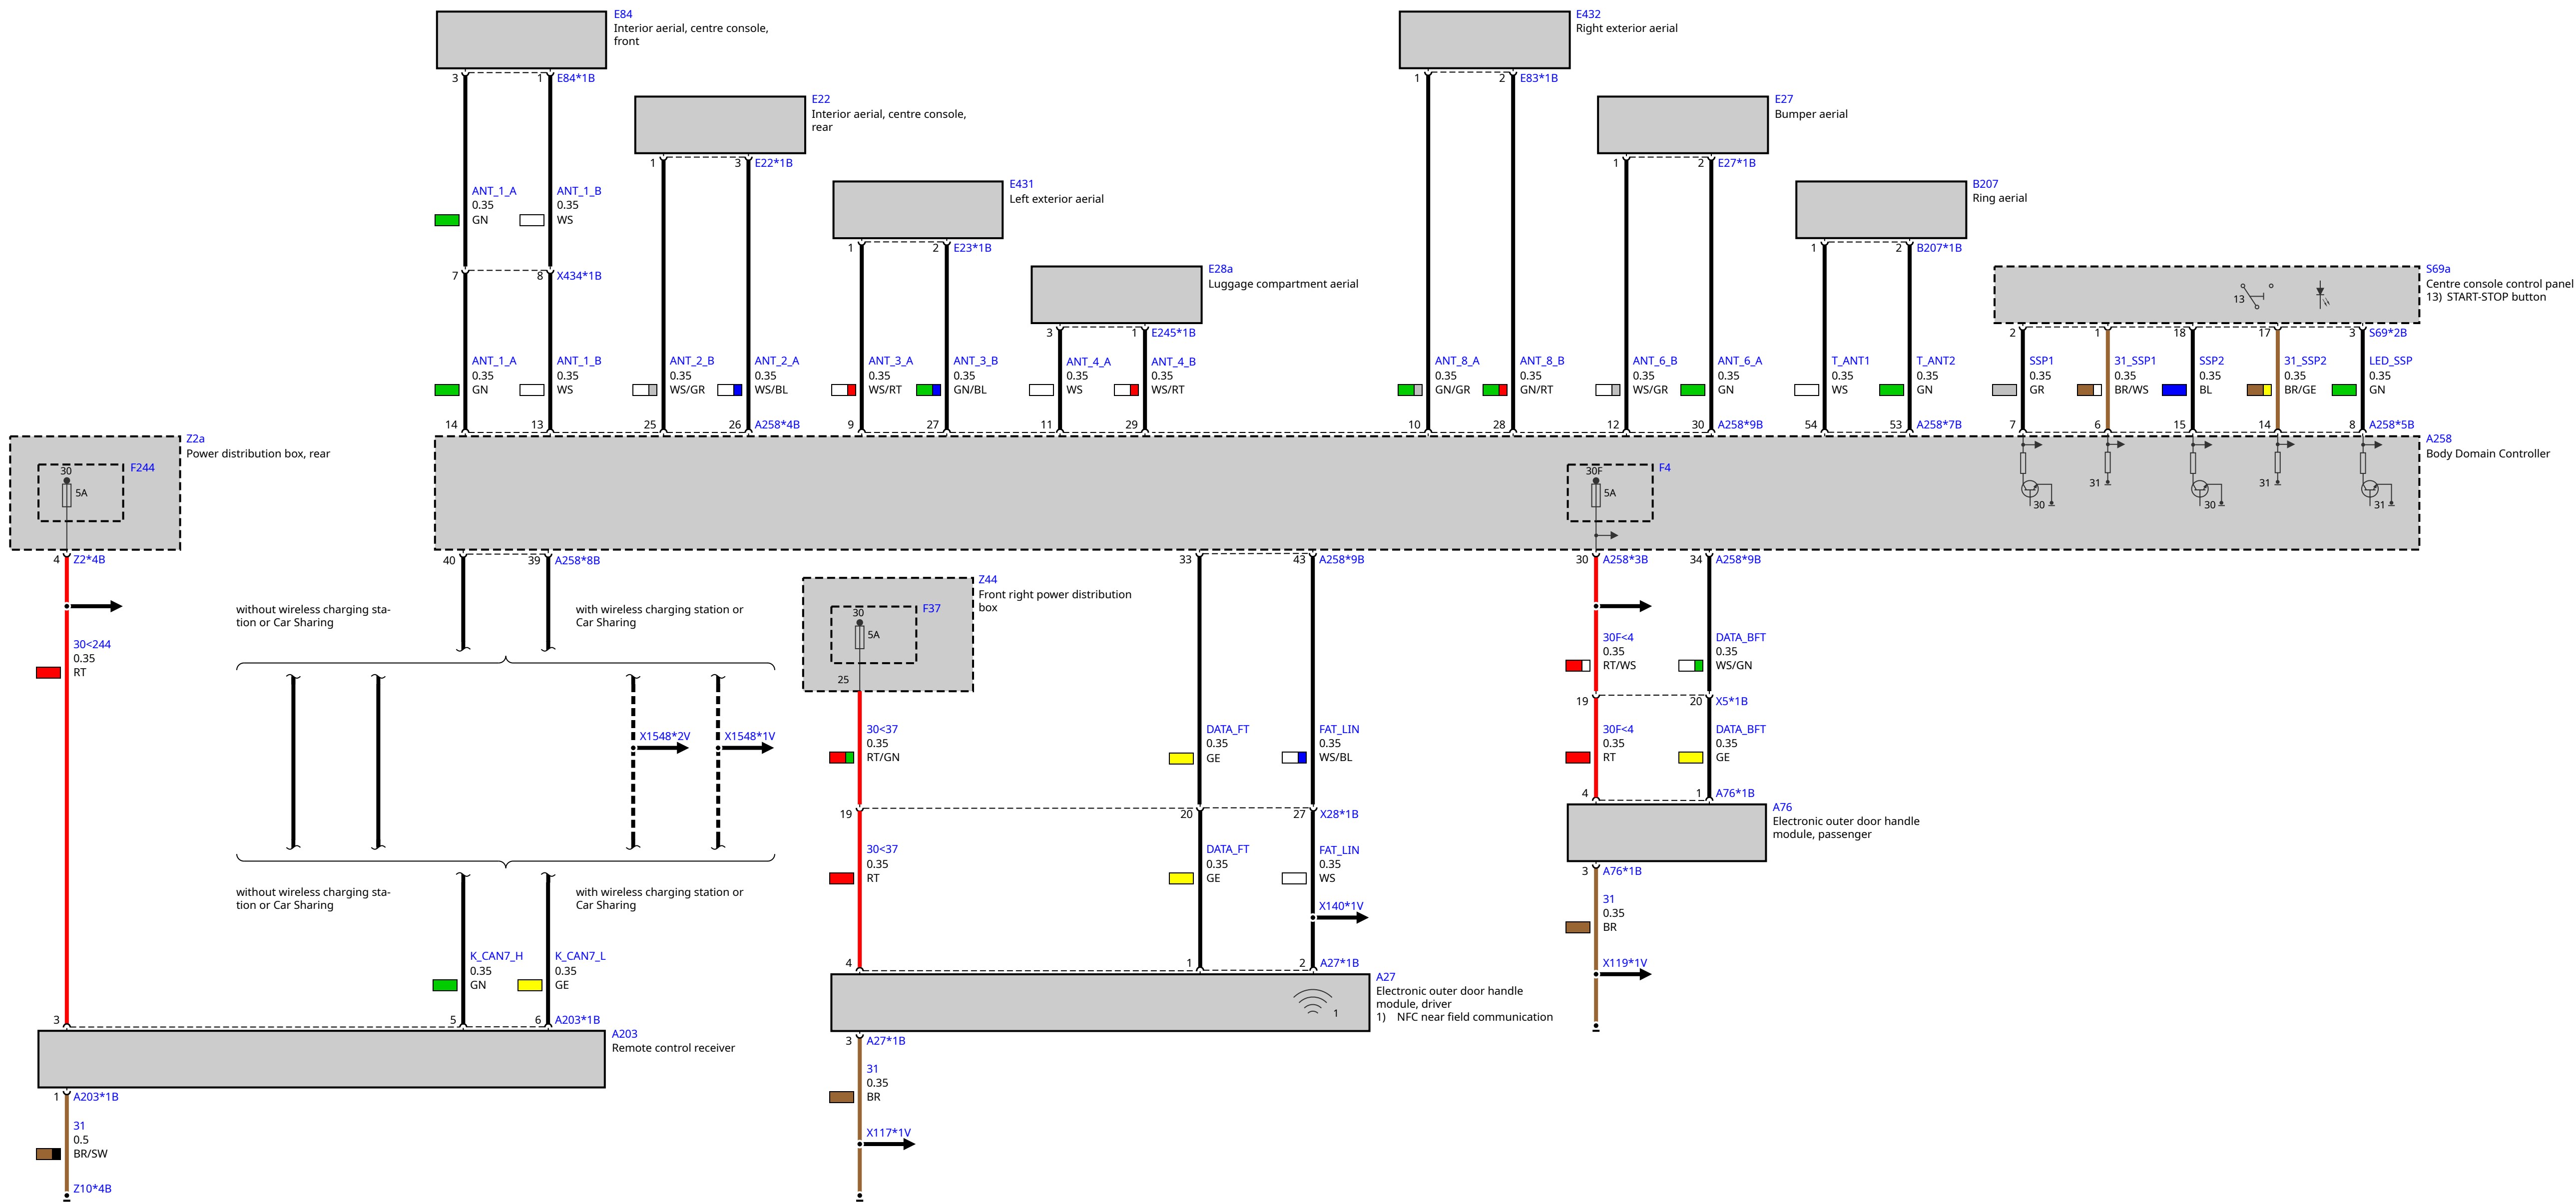 E84
Interior aerial, centre console,
front
3
1
E84*1B
ANT_1_A
0.35
GN
ANT_1_B
0.35
WS
7
8
X434*1B
ANT_1_A
0.35
GN
ANT_1_B
0.35
WS
14
13
E22
Interior aerial, centre console,
rear
1
3
E22*1B
ANT_2_B
0.35
WS/GR
ANT_2_A
0.35
WS/BL
25
26
A258*4B
E431
Left exterior aerial
1
2
E23*1B
ANT_3_A
0.35
WS/RT
ANT_3_B
0.35
GN/BL
9
27
E28a
Luggage compartment aerial
3
1
E245*1B
ANT_4_A
0.35
WS
ANT_4_B
0.35
WS/RT
11
29
E432
Right exterior aerial
1
2
E83*1B
ANT_8_A
0.35
GN/GR
ANT_8_B
0.35
GN/RT
10
28
E27
Bumper aerial
1
2
E27*1B
ANT_6_B
0.35
WS/GR
ANT_6_A
0.35
GN
12
30
A258*9B
B207
Ring aerial
1
2
B207*1B
T_ANT1
0.35
WS
T_ANT2
0.35
GN
54
53
A258*7B
S69a
Centre console control panel
13) START-STOP button
13
2
1
18
17
3
S69*2B
SSP1
0.35
GR
31_SSP1
0.35
BR/WS
SSP2
0.35
BL
31_SSP2
0.35
BR/GE
LED_SSP
0.35
GN
7
6
15
14
8
A258*5B
A258
Body Domain Controller
F4
30F
5A
30
31
30
31
31
Z2a
Power distribution box, rear
F244
30
5A
4
Z2*4B
30<244
0.35
RT
40
39
A258*8B
without wireless charging sta-
tion or Car Sharing
with wireless charging station or
Car Sharing
X1548*2V
X1548*1V
without wireless charging sta-
tion or Car Sharing
with wireless charging station or
Car Sharing
K_CAN7_H
0.35
GN
K_CAN7_L
0.35
GE
3
5
6
A203*1B
A203
Remote control receiver
1
A203*1B
31
0.5
BR/SW
Z10*4B
Z44
Front right power distribution
box
F37
30
5A
25
30<37
0.35
RT/GN
33
43
A258*9B
DATA_FT
0.35
GE
FAT_LIN
0.35
WS/BL
19
20
27
X28*1B
30<37
0.35
RT
DATA_FT
0.35
GE
FAT_LIN
0.35
WS
X140*1V
4
1
2
A27*1B
A27
Electronic outer door handle
module, driver
1) NFC near field communication
1
3
A27*1B
31
0.35
BR
X117*1V
30
A258*3B
34
A258*9B
30F<4
0.35
RT/WS
DATA_BFT
0.35
WS/GN
19
20
X5*1B
30F<4
0.35
RT
DATA_BFT
0.35
GE
4
1
A76*1B
A76
Electronic outer door handle
module, passenger
3
A76*1B
31
0.35
BR
X119*1V